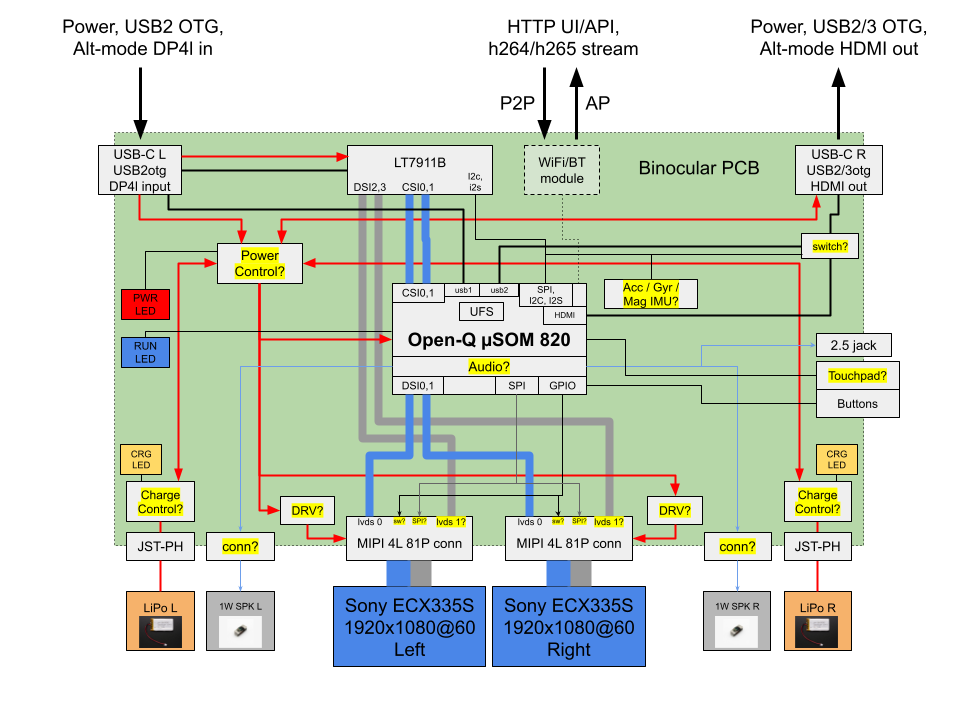 Power, USB2 OTG,
Alt-mode DP4l in
HTTP UI/API,
h264/h265 stream
Power, USB2/3 OTG,
Alt-mode HDMI out
P2P
AP
USB-C L
USB2otg
DP4l input
LT7911B
DSI2,3
CSI0,1
I2c,
i2s
WiFi/BT
module
Binocular PCB
USB-C R
USB2/3otg
HDMI out
switch?
Power
Control?
PWR
LED
RUN
LED
CSI0,1
usb1
usb2
SPI,
I2C, I2S
UFS
HDMI
Acc / Gyr /
Mag IMU?
Open-Q µSOM 820
Audio?
DSI0,1
SPI
GPIO
2.5 jack
Touchpad?
Buttons
CRG
LED
CRG
LED
Charge
Control?
Charge
Control?
DRV?
DRV?
lvds 0
sw?
SPI?
lvds 1?
MIPI 4L 81P conn
lvds 0
sw?
SPI?
lvds 1?
MIPI 4L 81P conn
JST-PH
conn?
conn?
JST-PH
LiPo L
1W SPK L
Sony ECX335S
1920x1080@60
Left
Sony ECX335S
1920x1080@60
Right
1W SPK R
LiPo R